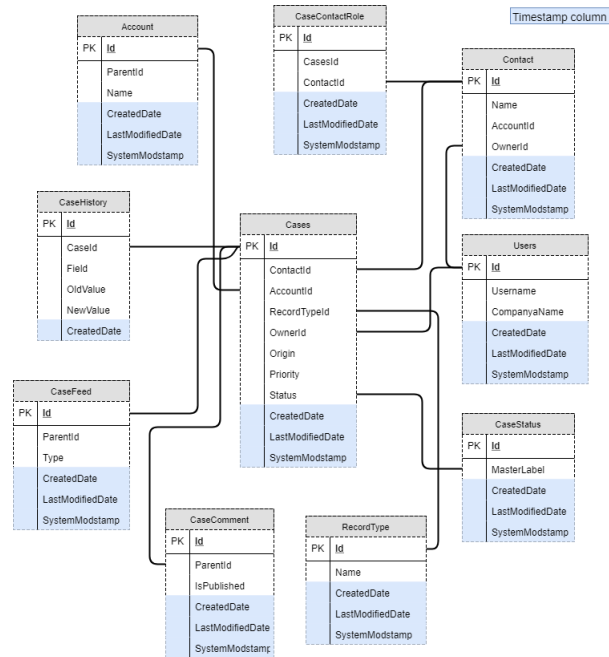 Timestamp column
Account
PK Id
ParentId
Name
CreatedDate
LastModifiedDate
SystemModstamp
CaseContactRole
PK Id
CasesId
ContactId
CreatedDate
LastModifiedDate
SystemModstamp
Contact
PK Id
Name
AccountId
OwnerId
CreatedDate
LastModifiedDate
SystemModstamp
CaseHistory
PK Id
CaseId
Field
OldValue
NewValue
CreatedDate
Cases
PK Id
ContactId
AccountId
RecordTypeId
OwnerId
Origin
Priority
Status
CreatedDate
LastModifiedDate
SystemModstamp
Users
PK Id
Username
CompanyaName
CreatedDate
LastModifiedDate
SystemModstamp
CaseFeed
PK Id
ParentId
Type
CreatedDate
LastModifiedDate
SystemModstamp
CaseStatus
PK Id
MasterLabel
CreatedDate
LastModifiedDate
SystemModstamp
CaseComment
PK Id
ParentId
IsPublished
CreatedDate
LastModifiedDate
SystemModstamp
RecordType
PK Id
Name
CreatedDate
LastModifiedDate
SystemModstamp